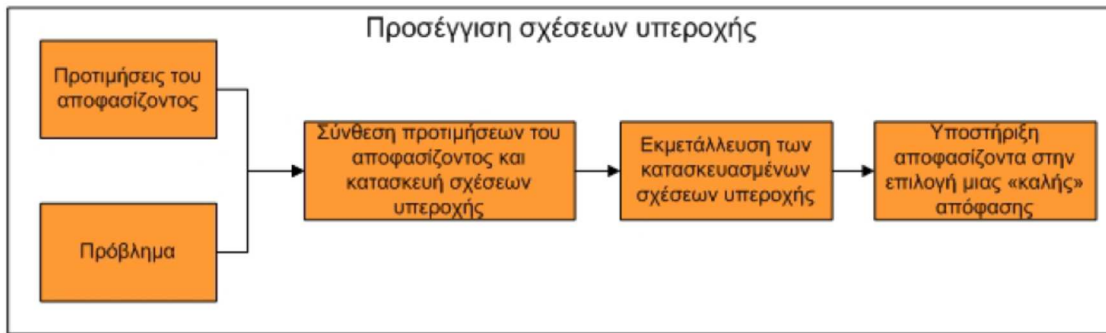 Προσέγγιση σχέσεων υπεροχής
Προτιμήσεις του
αποφασίζοντος
Πρόβλημα
Σύνθεση προτιμήσεων του
αποφασίζοντος και
κατασκευή σχέσεων
υπεροχής
Εκμετάλλευση των
κατασκευασμένων
σχέσεων υπεροχής
Υποστήριξη
αποφασίζοντα στην
επιλογή μιας «καλής»
απόφασης